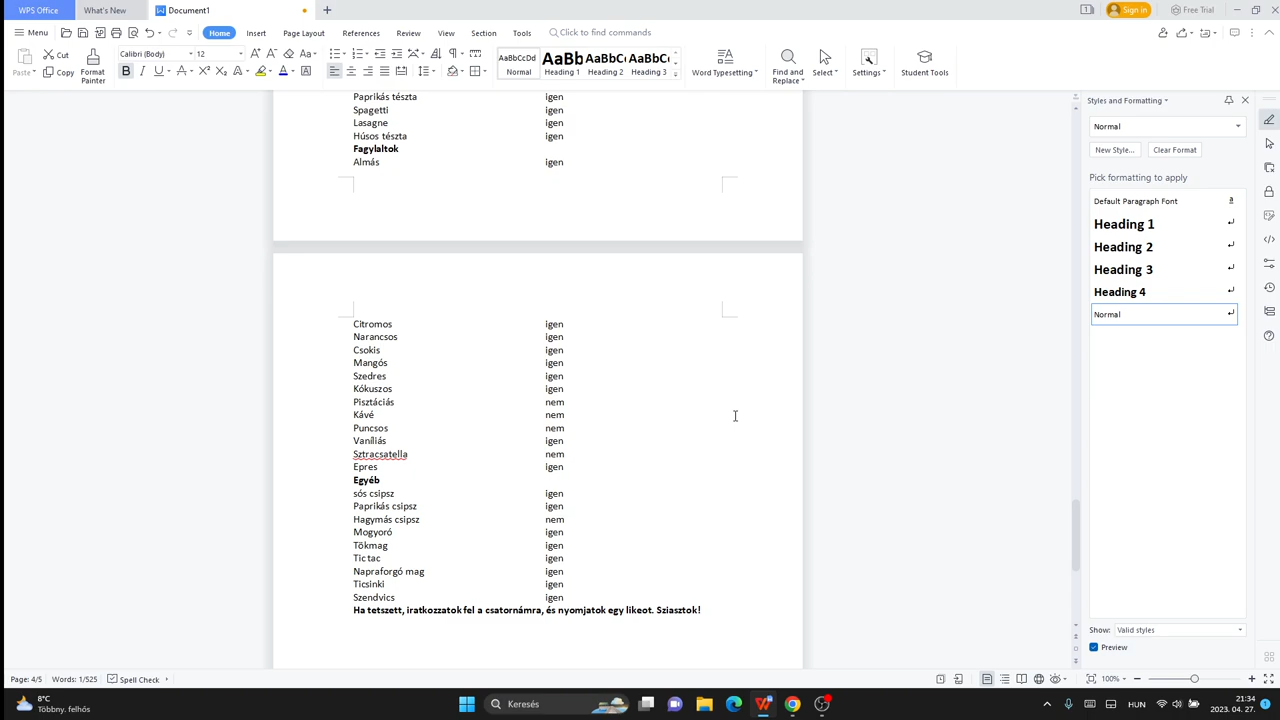 WPS Office What's New Document1 + 1 Sign in Free Trial
Menu Home Insert Page Layout References Review View Section Tools Click to find commands
Paste Cut Copy Format Painter Calibri (Body) 12 AaBbCcDd Normal AaBb Heading 1 AaBbC Heading 2 AaBbC Heading 3 Word Typesetting Find and Replace Select Settings Student Tools
Paprikás tészta igen
Spagetti igen
Lasagne igen
Húsos tészta igen
Fagylaltok
Almás igen
Citromos igen
Narancsos igen
Csokis igen
Mangós igen
Szedres igen
Kókuszos igen
Pisztáciás nem
Kávé nem
Puncsos nem
Vaníliás igen
Sztracsatella nem
Epres igen
Egyéb
sós csipsz igen
Paprikás csipsz igen
Hagymás csipsz nem
Mogyoró igen
Tökmag igen
Tic tac igen
Napraforgó mag igen
Ticsinki igen
Szendvics igen
Ha tetszett, iratkozzatok fel a csatornámra, és nyomjatok egy likeot. Sziasztok!
Styles and Formatting
Normal
New Style... Clear Format
Pick formatting to apply
Default Paragraph Font a
Heading 1
Heading 2
Heading 3
Heading 4
Normal
Show: Valid styles
Preview
Page: 4/5 Words: 1/525 Spell Check 100%
8°C
Többny. felhős
Keresés
HUN
21:34
2023. 04. 27.